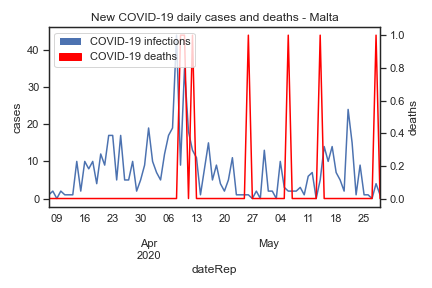 New COVID-19 daily cases and deaths - Malta
COVID-19 infections
COVID-19 deaths
cases
40
30
20
10
0
deaths
1.0
0.8
0.6
0.4
0.2
0.0
09 16 23 30 06 13 20 27 04 11 18 25
Apr May
2020
dateRep